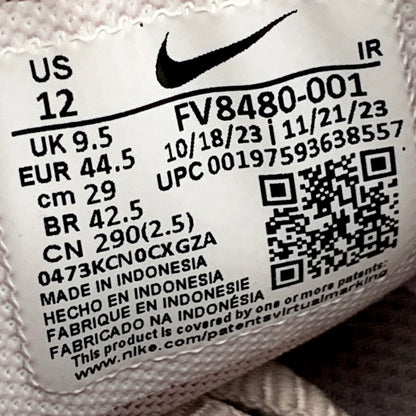 US
12
IR
FV8480-001
UK 9.5
10/18/23 | 11/21/23
EUR 44.5
UPC 00197593638557
cm 29
BR 42.5
CN 290(2.5)
0473KCN0CXGZA
MADE IN INDONESIA
HECHO EN INDONESIA
FABRIQUE EN INDONESIE
FABRICADO NA INDONÉSIA
This product is covered by one or more patents:
www.nike.com/patentsvirtualmarking